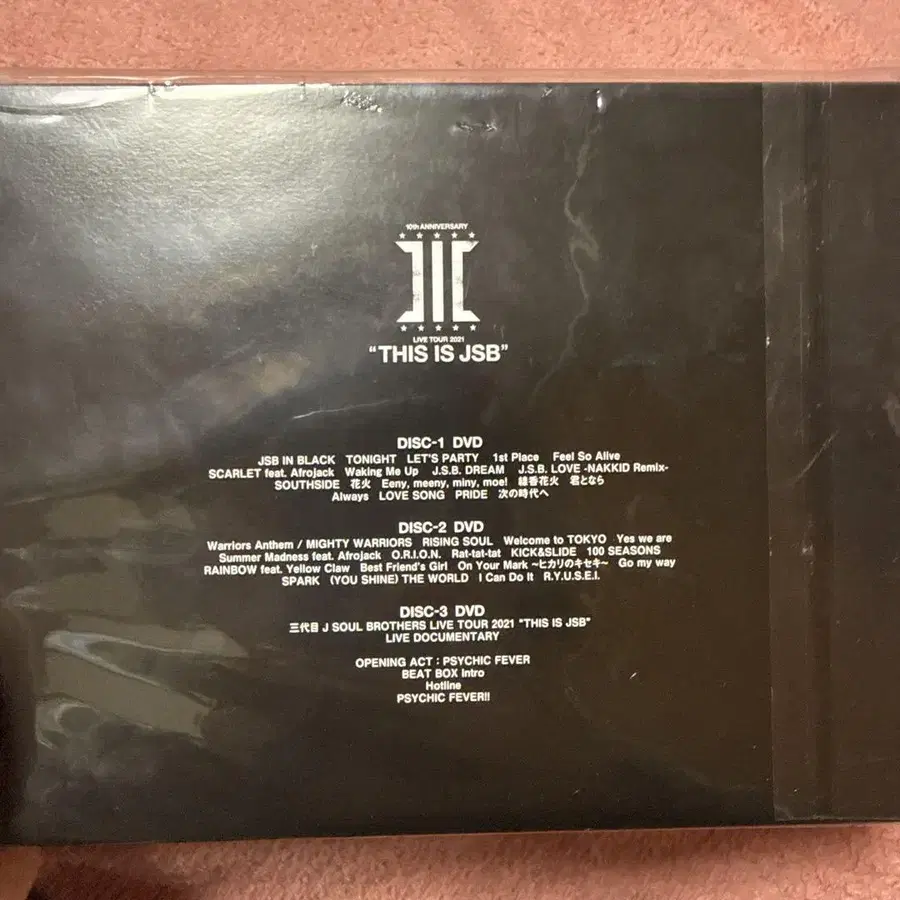 10th ANNIVERSARY
LIVE TOUR 2021
“THIS IS JSB”
DISC-1 DVD
JSB IN BLACK TONIGHT LET'S PARTY 1st Place Feel So Alive
SCARLET feat. Afrojack Waking Me Up J.S.B. DREAM J.S.B. LOVE -NAKKID Remix-
SOUTHSIDE 花火 Eeny, meeny, miny, moe! 線香花火 君となら
Always LOVE SONG PRIDE 次の時代へ
DISC-2 DVD
Warriors Anthem / MIGHTY WARRIORS RISING SOUL Welcome to TOKYO Yes we are
Summer Madness feat. Afrojack O.R.I.O.N. Rat-tat-tat KICK&SLIDE 100 SEASONS
RAINBOW feat. Yellow Claw Best Friend's Girl On Your Mark ~ヒカリのキセキ~ Go my way
SPARK (YOU SHINE) THE WORLD I Can Do It R.Y.U.S.E.I.
DISC-3 DVD
三代目 J SOUL BROTHERS LIVE TOUR 2021 "THIS IS JSB"
LIVE DOCUMENTARY
OPENING ACT : PSYCHIC FEVER
BEAT BOX Intro
Hotline
PSYCHIC FEVER!!